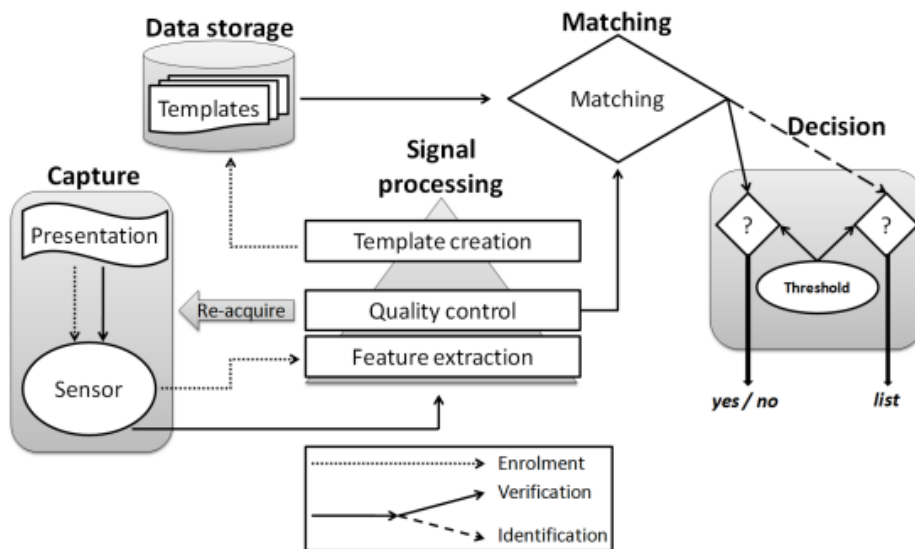 Data storage
Templates
Matching
Matching
Decision
?
?
Threshold
yes / no
list
Capture
Presentation
Sensor
Re-acquire
Signal
processing
Template creation
Quality control
Feature extraction
Enrolment
Verification
Identification